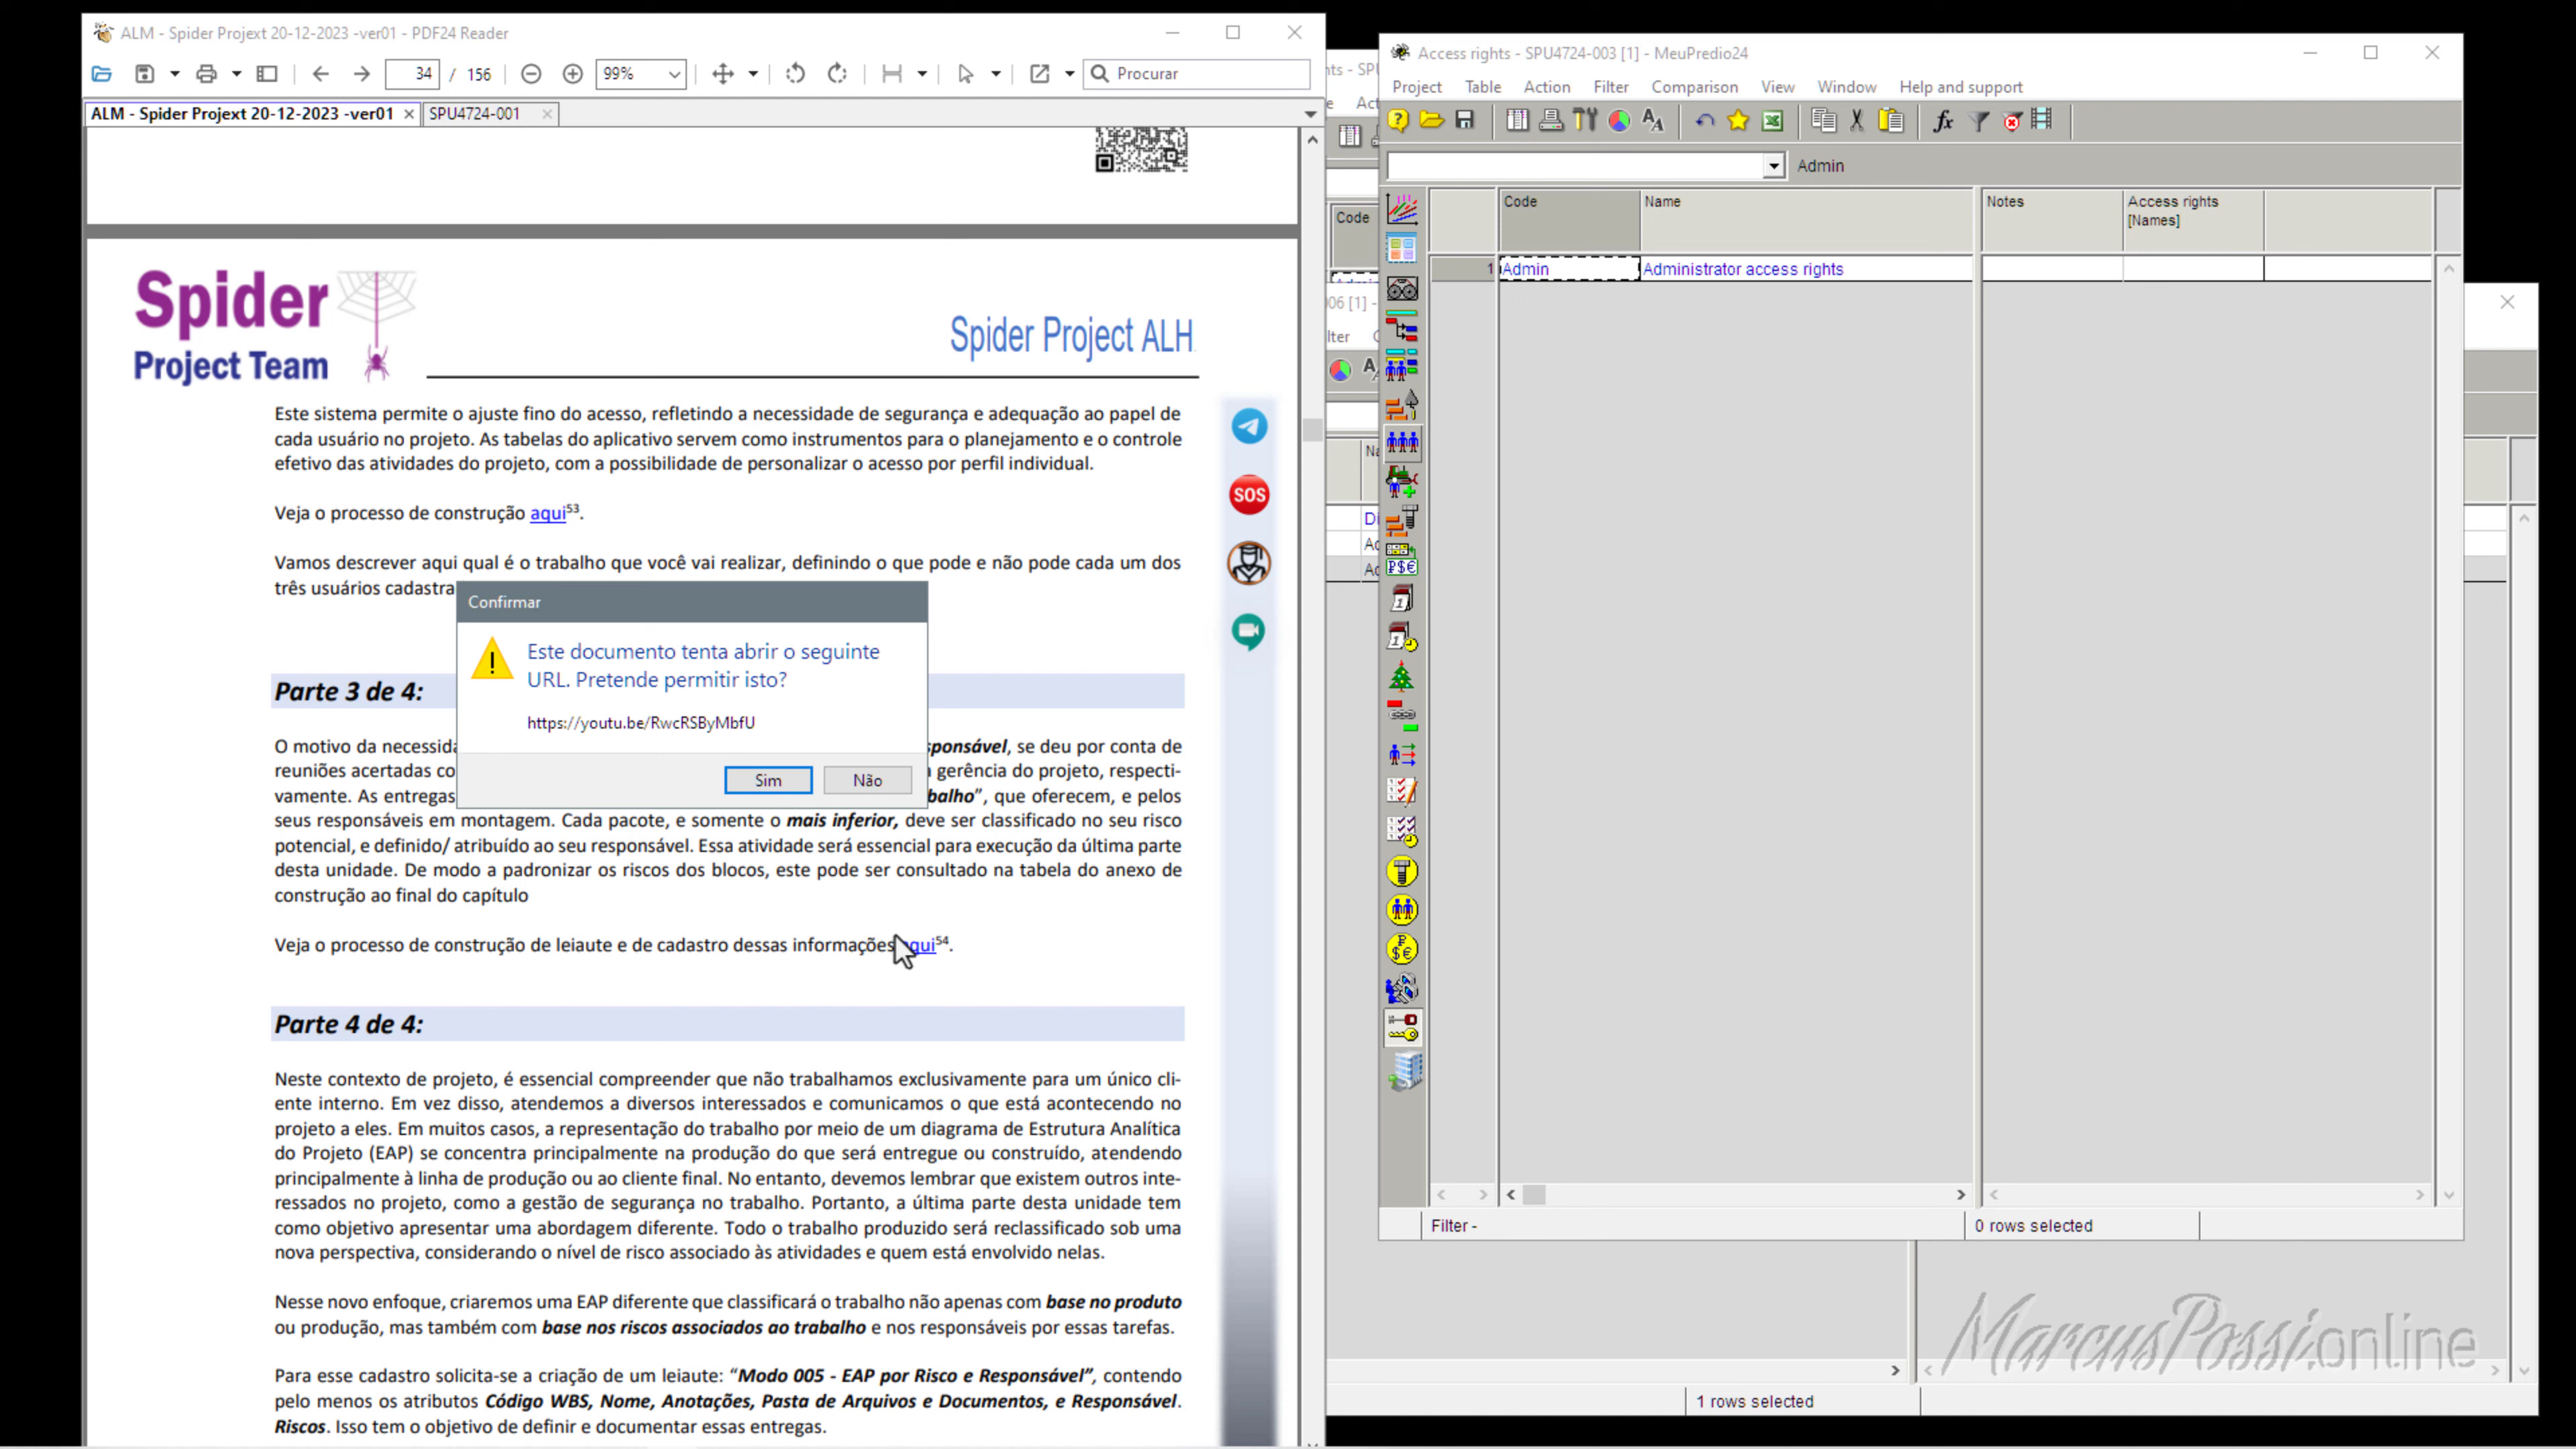 ALM - Spider Projext 20-12-2023 -ver01 - PDF24 Reader
34 / 156
99%
Procurar
ALM - Spider Projext 20-12-2023 -ver01
SPU4724-001
Spider
Project Team
Spider Project ALH
Este sistema permite o ajuste fino do acesso, refletindo a necessidade de segurança e adequação ao papel de
cada usuário no projeto. As tabelas do aplicativo servem como instrumentos para o planejamento e o controle
efetivo das atividades do projeto, com a possibilidade de personalizar o acesso por perfil individual.
Veja o processo de construção aqui53.
Vamos descrever aqui qual é o trabalho que você vai realizar, definindo o que pode e não pode cada um dos
três usuários cadastra
Confirmar
Este documento tenta abrir o seguinte
URL. Pretende permitir isto?
https://youtu.be/RwcRSByMbfU
Sim
Não
SOS
Parte 3 de 4:
O motivo da necessida sponsável, se deu por conta de
reuniões acertadas co gerência do projeto, respecti-
vamente. As entregas balho”, que oferecem, e pelos
seus responsáveis em montagem. Cada pacote, e somente o mais inferior, deve ser classificado no seu risco
potencial, e definido/ atribuído ao seu responsável. Essa atividade será essencial para execução da última parte
desta unidade. De modo a padronizar os riscos dos blocos, este pode ser consultado na tabela do anexo de
construção ao final do capítulo
Veja o processo de construção de leiaute e de cadastro dessas informações qui54.
Parte 4 de 4:
Neste contexto de projeto, é essencial compreender que não trabalhamos exclusivamente para um único cli-
ente interno. Em vez disso, atendemos a diversos interessados e comunicamos o que está acontecendo no
projeto a eles. Em muitos casos, a representação do trabalho por meio de um diagrama de Estrutura Analítica
do Projeto (EAP) se concentra principalmente na produção do que será entregue ou construído, atendendo
principalmente à linha de produção ou ao cliente final. No entanto, devemos lembrar que existem outros inte-
ressados no projeto, como a gestão de segurança no trabalho. Portanto, a última parte desta unidade tem
como objetivo apresentar uma abordagem diferente. Todo o trabalho produzido será reclassificado sob uma
nova perspectiva, considerando o nível de risco associado às atividades e quem está envolvido nelas.
Nesse novo enfoque, criaremos uma EAP diferente que classificará o trabalho não apenas com base no produto
ou produção, mas também com base nos riscos associados ao trabalho e nos responsáveis por essas tarefas.
Para esse cadastro solicita-se a criação de um leiaute: “Modo 005 - EAP por Risco e Responsável”, contendo
pelo menos os atributos Código WBS, Nome, Anotações, Pasta de Arquivos e Documentos, e Responsável.
Riscos. Isso tem o objetivo de definir e documentar essas entregas.
nts - SPU
e Act
Code
006 [1] -
lter
Na
Di
Ac
Ac
Access rights - SPU4724-003 [1] - MeuPredio24
Project Table Action Filter Comparison View Window Help and support
Admin
Code Name Notes Access rights
[Names]
1 Admin Administrator access rights
Filter -
0 rows selected
1 rows selected
MarcusPossi.online